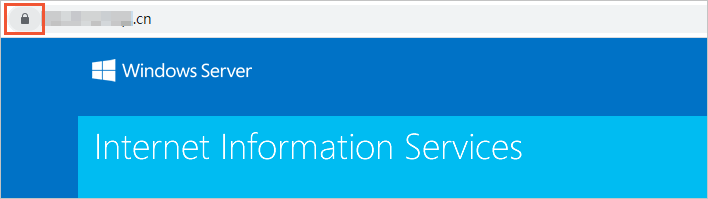 .cn
Windows Server
Internet Information Services